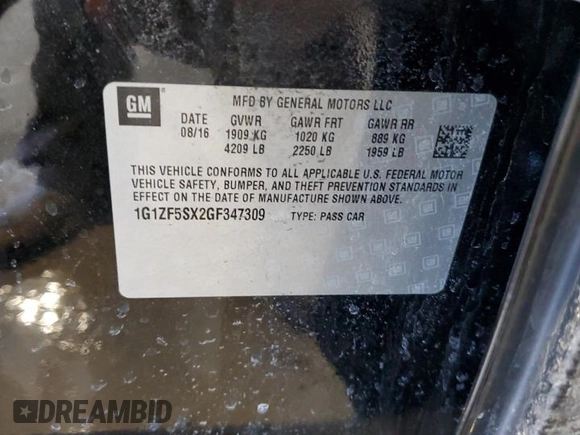 GM
MFD BY GENERAL MOTORS LLC
DATE GVWR GAWR FRT GAWR RR
08/16 1909 KG 1020 KG 889 KG
4209 LB 2250 LB 1959 LB
THIS VEHICLE CONFORMS TO ALL APPLICABLE U.S. FEDERAL MOTOR
VEHICLE SAFETY, BUMPER, AND THEFT PREVENTION STANDARDS IN
EFFECT ON THE DATE OF MANUFACTURE SHOWN ABOVE.
1G1ZF5SX2GF347309 TYPE: PASS CAR
DREAMBID